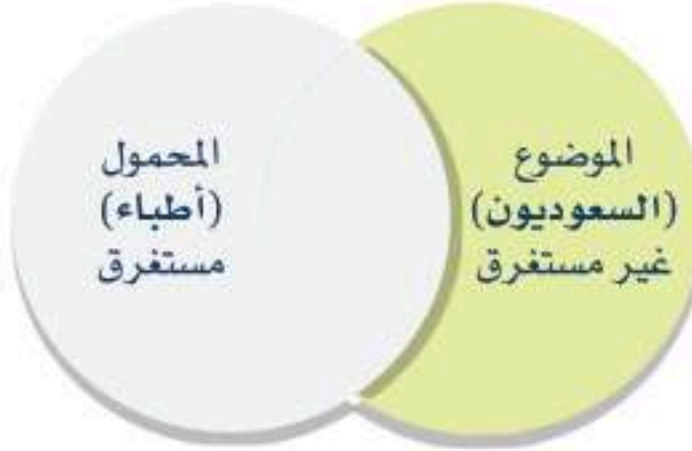 الموضوع
(السعوديون)
غير مستغرق
المحمول
(أطباء)
مستغرق